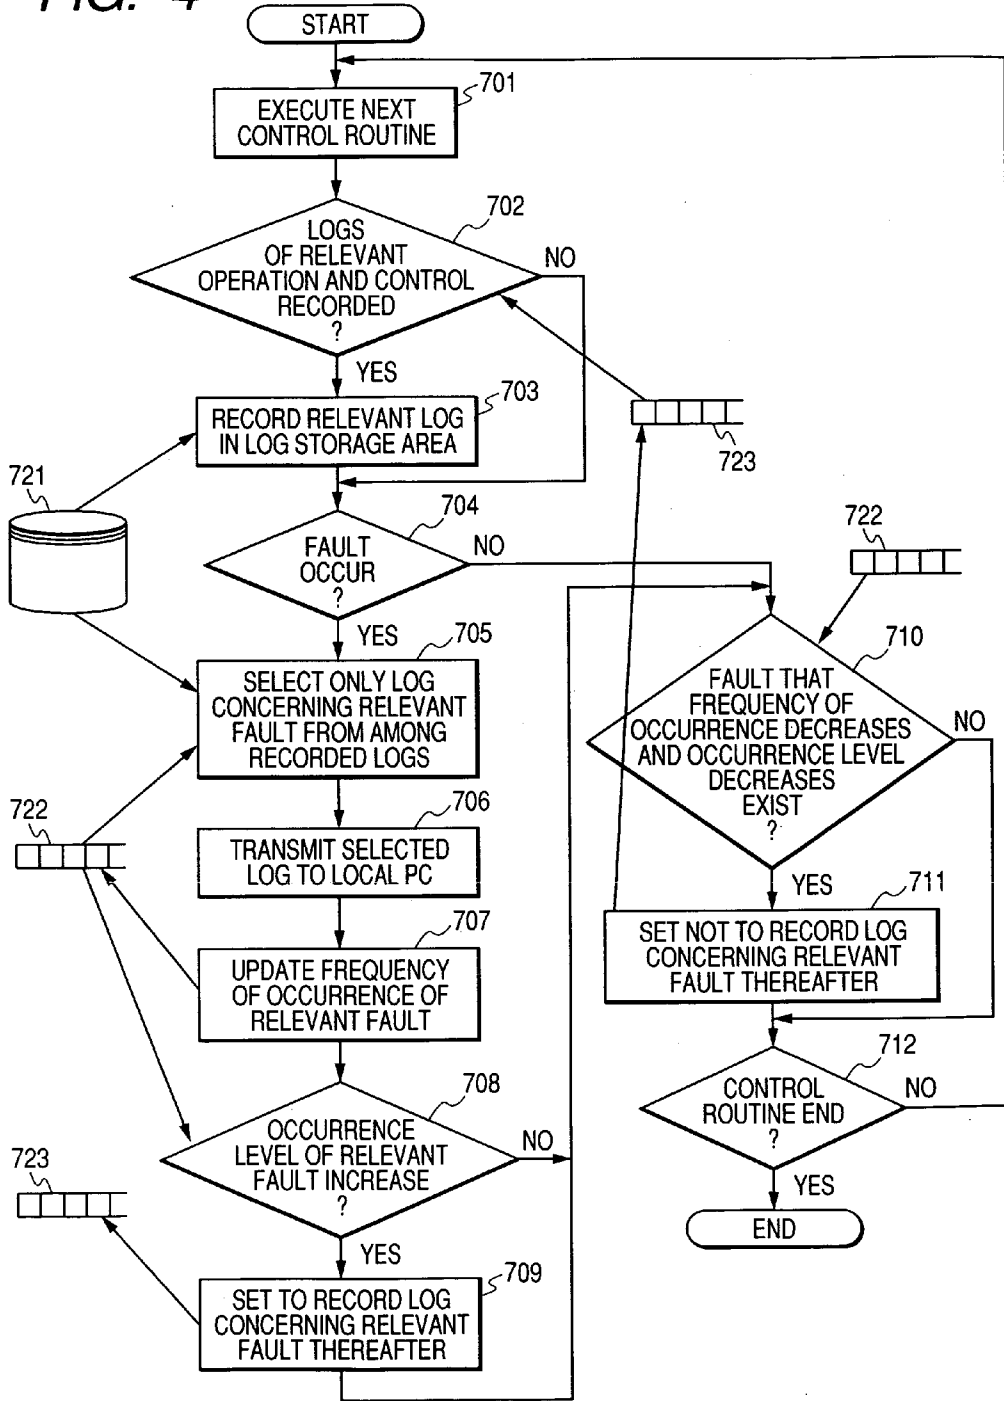 FIG. 4
START
701
EXECUTE NEXT
CONTROL ROUTINE
702
LOGS
OF RELEVANT
OPERATION AND CONTROL
RECORDED
?
NO
YES
703
RECORD RELEVANT LOG
IN LOG STORAGE AREA
723
721
704
FAULT
OCCUR
?
NO
YES
722
705
SELECT ONLY LOG
CONCERNING RELEVANT
FAULT FROM AMONG
RECORDED LOGS
710
FAULT THAT
FREQUENCY OF
OCCURRENCE DECREASES
AND OCCURRENCE LEVEL
DECREASES
EXIST
?
NO
YES
722
706
TRANSMIT SELECTED
LOG TO LOCAL PC
711
SET NOT TO RECORD LOG
CONCERNING RELEVANT
FAULT THEREAFTER
707
UPDATE FREQUENCY
OF OCCURRENCE OF
RELEVANT FAULT
712
CONTROL
ROUTINE END
?
NO
YES
END
708
OCCURRENCE
LEVEL OF RELEVANT
FAULT INCREASE
?
NO
YES
723
709
SET TO RECORD LOG
CONCERNING RELEVANT
FAULT THEREAFTER